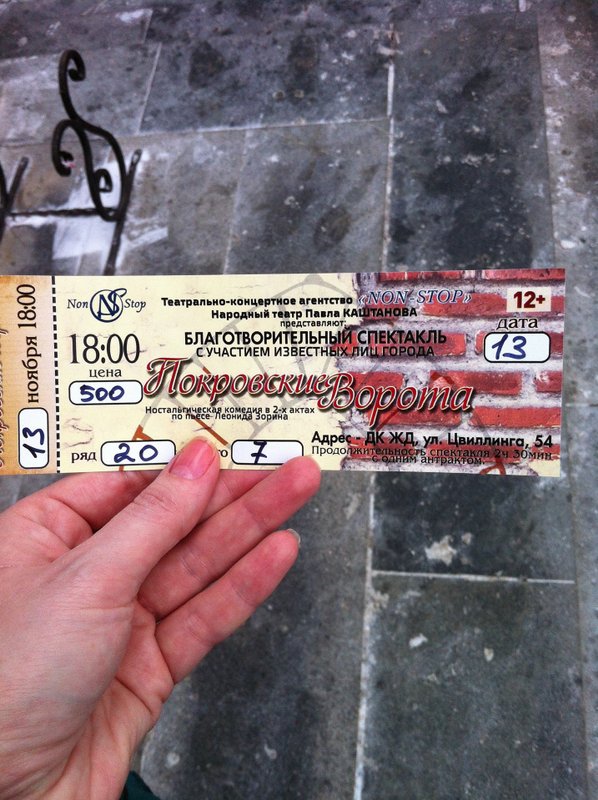 13 ноября 18:00
Non NS Stop
Театрально-концертное агентство «NON-STOP»
Народный театр Павла КАШТАНОВА
представляют:
12+
БЛАГОТВОРИТЕЛЬНЫЙ СПЕКТАКЛЬ
С УЧАСТИЕМ ИЗВЕСТНЫХ ЛИЦ ГОРОДА
дата
13
18:00
цена
500
Покровские Ворота
Ностальгическая комедия в 2-х актах
по пьесе Леонида Зорина
ряд 20 7
Адрес - ДК ЖД, ул. Цвиллинга, 54
Продолжительность спектакля 2ч 30мин
с одним антрактом.